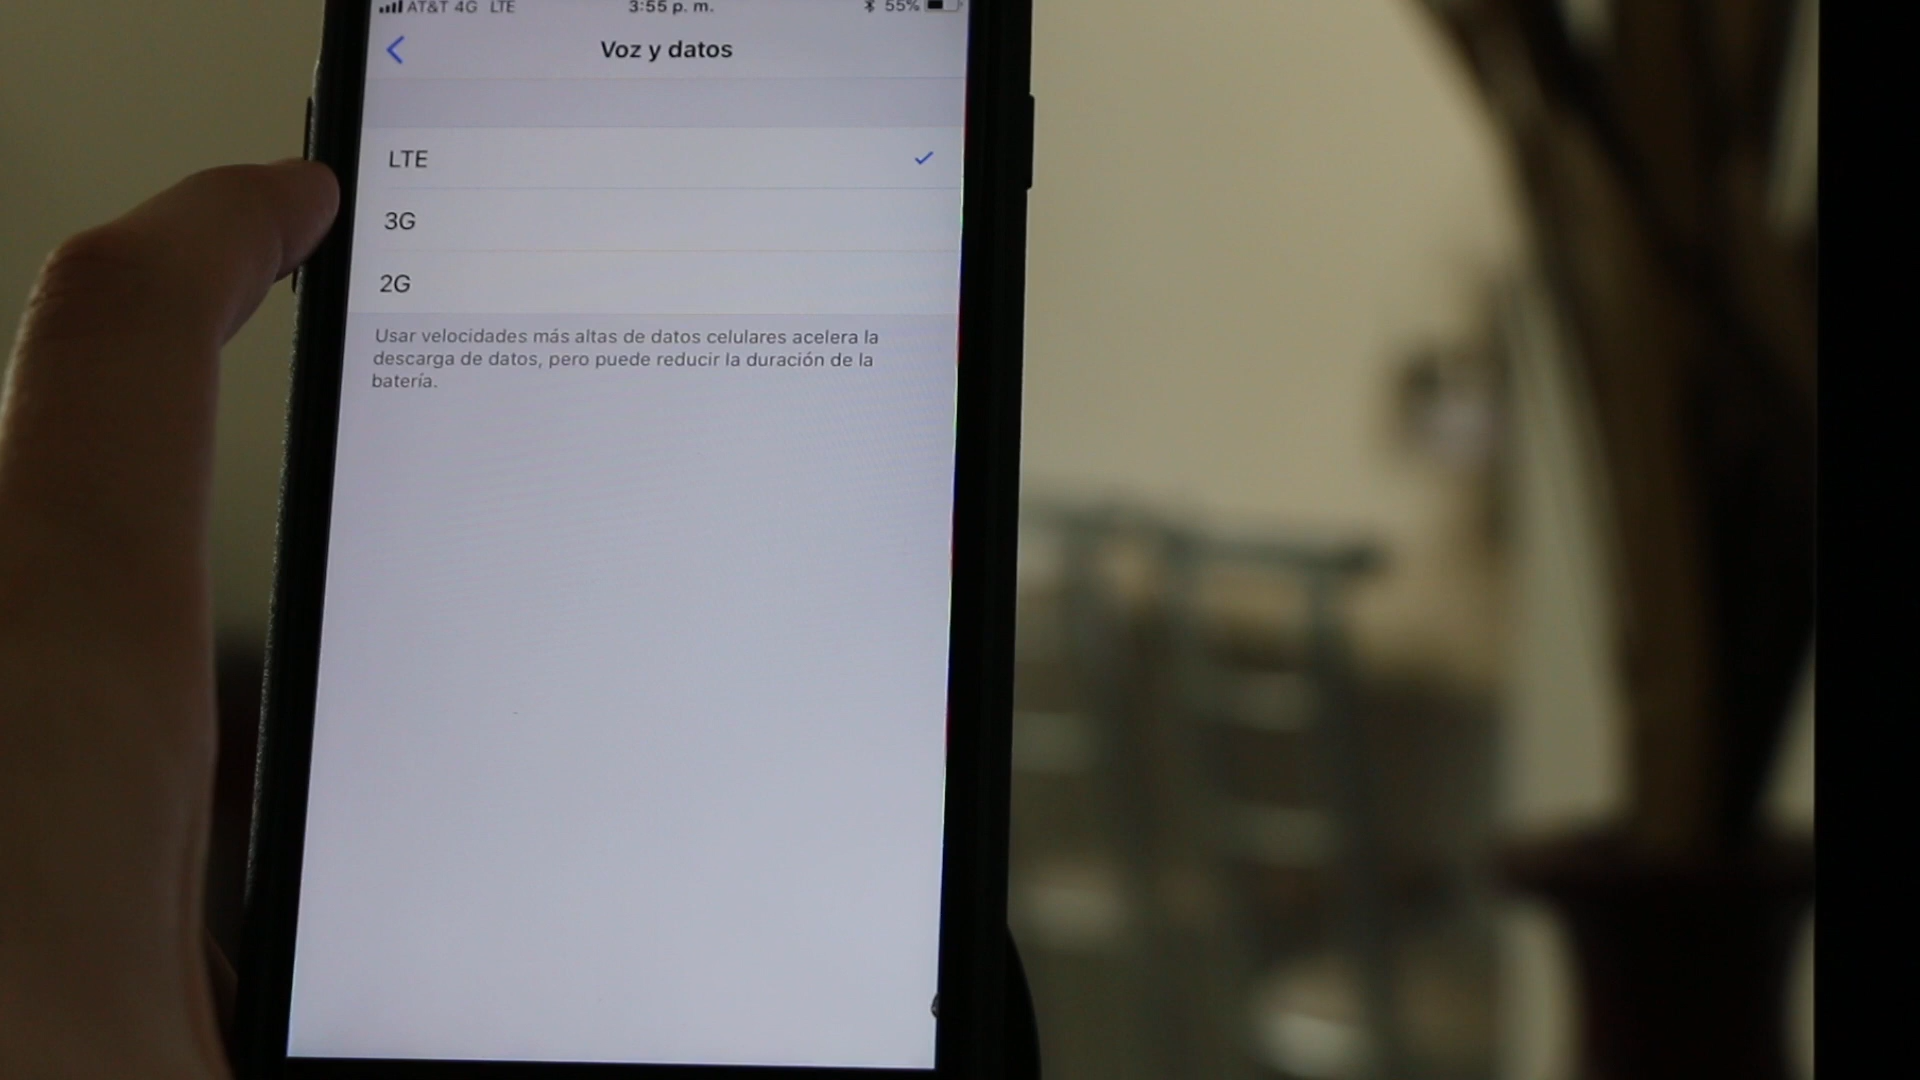 AT&T 4G LTE 3:55 p. m. 55%
Voz y datos
LTE
3G
2G
Usar velocidades más altas de datos celulares acelera la
descarga de datos, pero puede reducir la duración de la
batería.